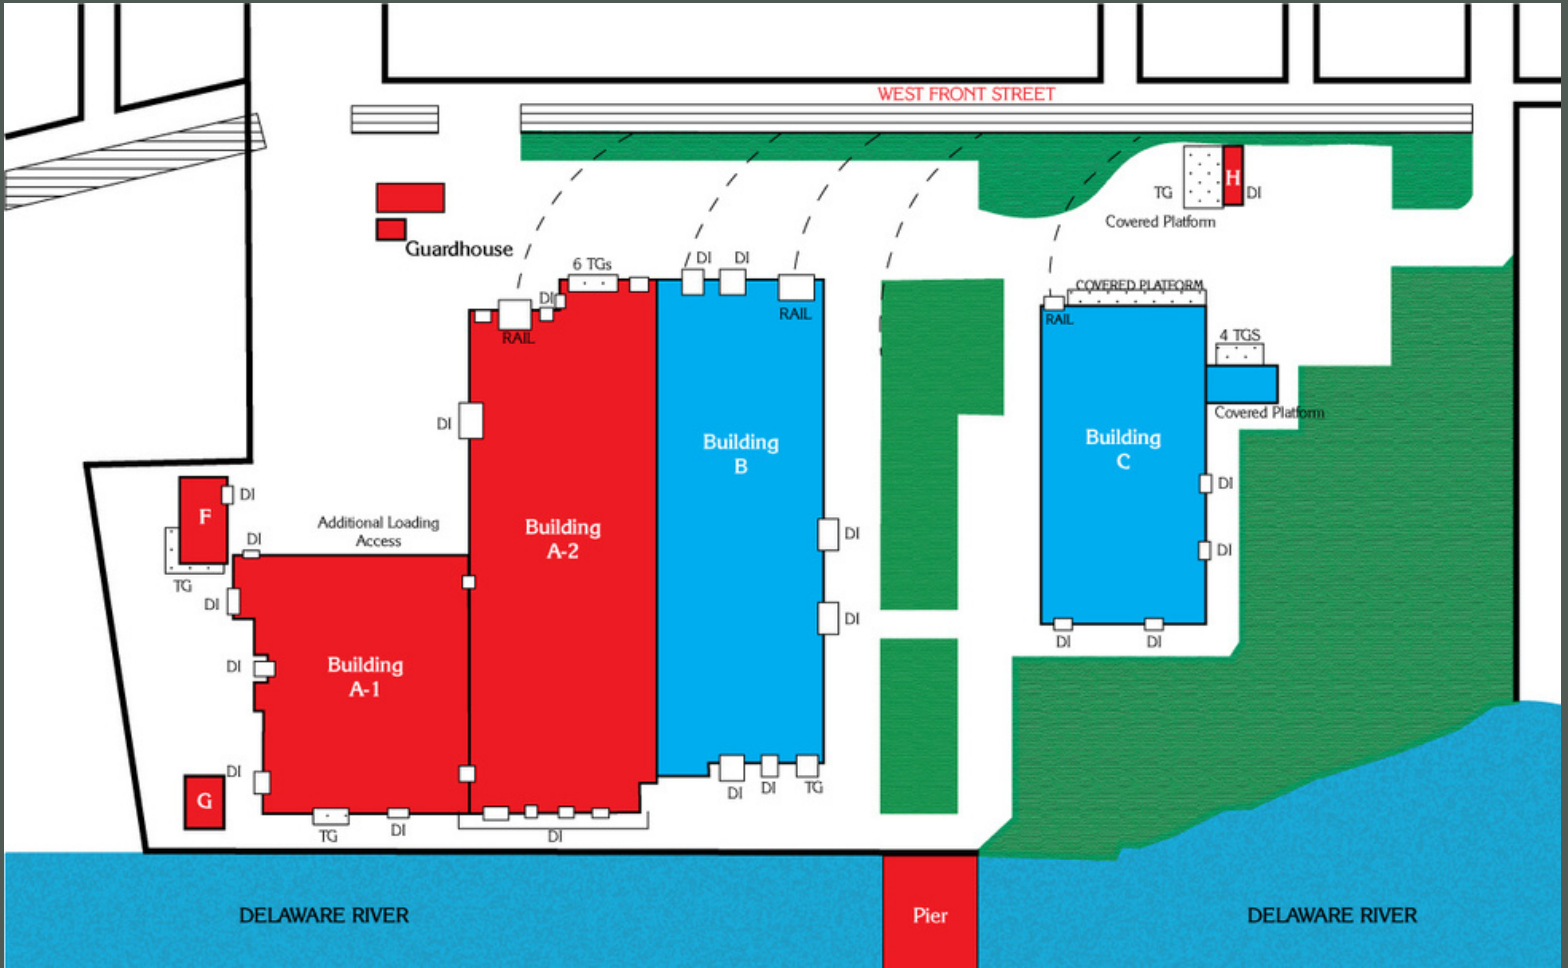 WEST FRONT STREET
H
TG
DI
Covered Platform
Guardhouse
6 TGs
DI
DI
DI
RAIL
RAIL
COVERED PLATFORM
RAIL
4 TGS
Covered Platform
DI
Building
B
Building
C
DI
DI
F
Additional Loading
Access
Building
A-2
DI
DI
DI
TG
DI
DI
DI
DI
DI
Building
A-1
DI
G
DI
DI
TG
TG
DI
DI
Pier
DELAWARE RIVER
DELAWARE RIVER